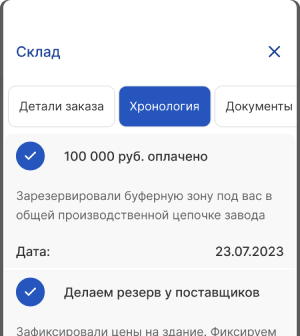 Склад
Детали заказа Хронология Документы
100 000 руб. оплачено
Зарезервировали буферную зону под вас в
общей производственной цепочке завода
Дата: 23.07.2023
Делаем резерв у поставщиков
Зафиксировали цены на здание. Фиксируем